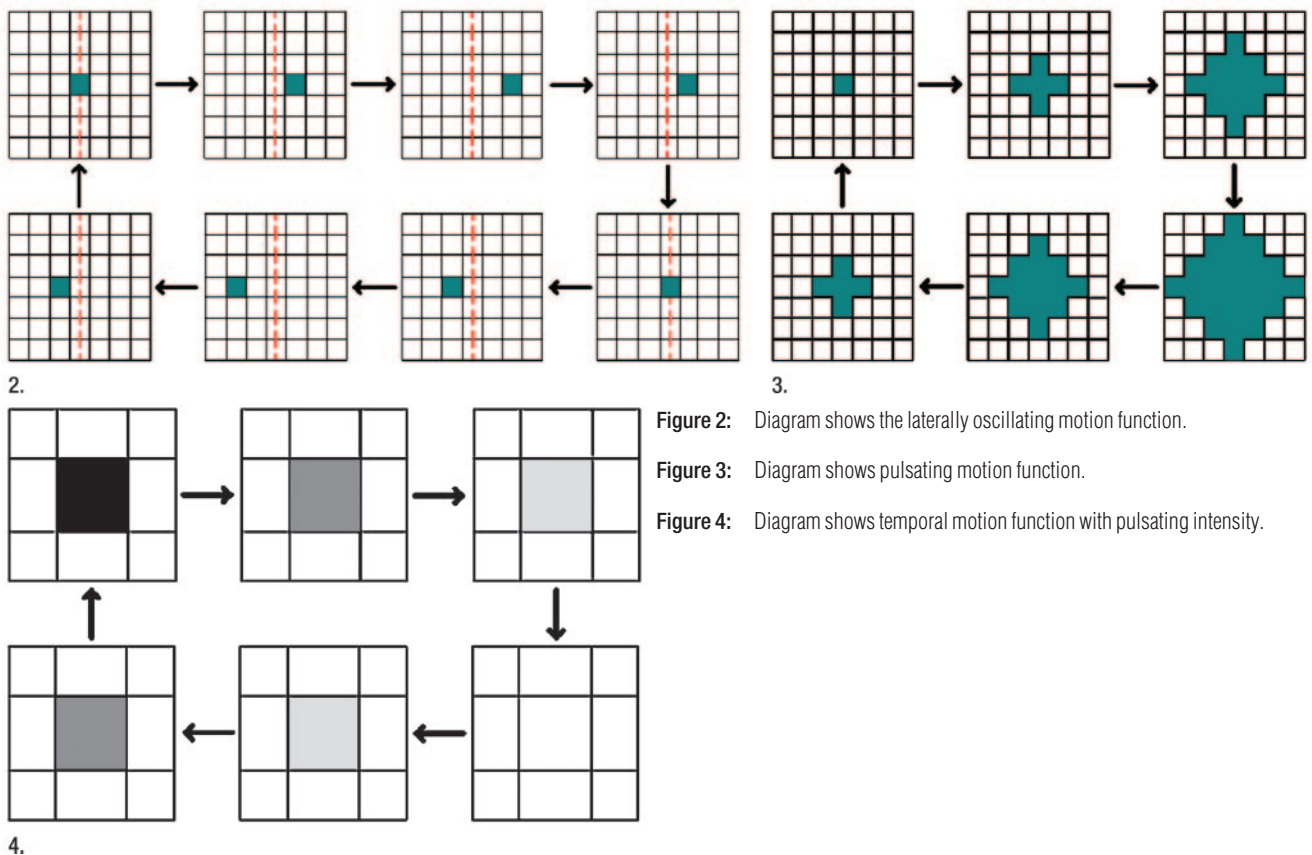 2.
3.
Figure 2: Diagram shows the laterally oscillating motion function.
Figure 3: Diagram shows pulsating motion function.
Figure 4: Diagram shows temporal motion function with pulsating intensity.
4.